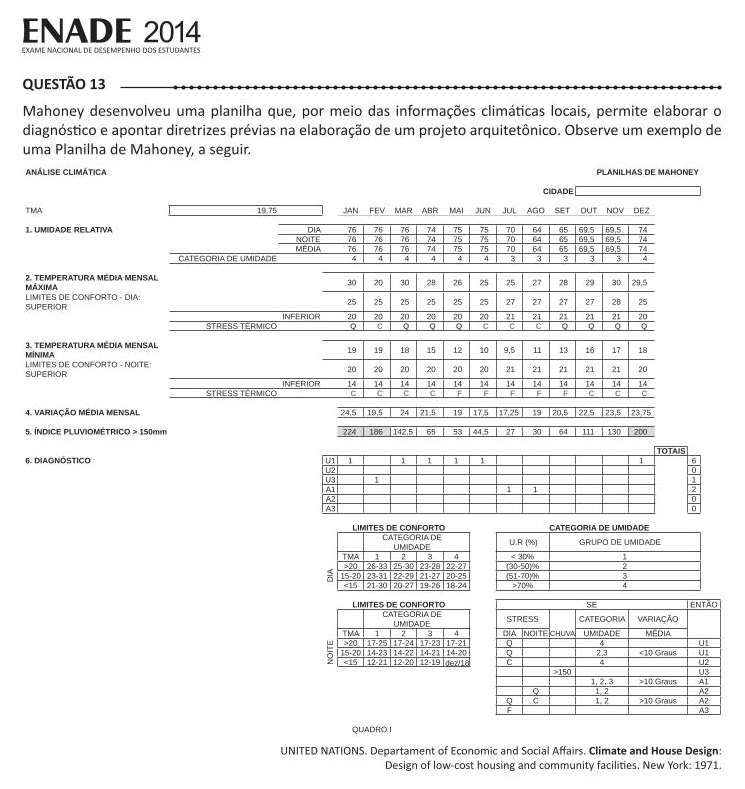 ENADE 2014
EXAME NACIONAL DE DESEMPENHO DOS ESTUDANTES
QUESTÃO 13
Mahoney desenvolveu uma planilha que, por meio das informações climáticas locais, permite elaborar o
diagnóstico e apontar diretrizes prévias na elaboração de um projeto arquitetônico. Observe um exemplo de
uma Planilha de Mahoney, a seguir.
ANÁLISE CLIMÁTICA PLANILHAS DE MAHONEY
CIDADE
TMA 19,75 JAN FEV MAR ABR MAI JUN JUL AGO SET OUT NOV DEZ
1. UMIDADE RELATIVA DIA 76 76 76 74 75 75 70 64 65 69,5 69,5 74
NOITE 76 76 76 74 75 75 70 64 65 69,5 69,5 74
MÉDIA 76 76 76 74 75 75 70 64 65 69,5 69,5 74
CATEGORIA DE UMIDADE 4 4 4 4 4 4 3 3 3 3 3 4
2. TEMPERATURA MÉDIA MENSAL
MÁXIMA 30 20 30 28 26 25 25 27 28 29 30 29,5
LIMITES DE CONFORTO - DIA:
SUPERIOR 25 25 25 25 25 25 27 27 27 27 28 25
INFERIOR 20 20 20 20 20 20 21 21 21 21 21 20
STRESS TÉRMICO Q C Q Q Q C C C Q Q Q Q
3. TEMPERATURA MÉDIA MENSAL
MÍNIMA 19 19 18 15 12 10 9,5 11 13 16 17 18
LIMITES DE CONFORTO - NOITE:
SUPERIOR 20 20 20 20 20 20 21 21 21 21 21 20
INFERIOR 14 14 14 14 14 14 14 14 14 14 14 14
STRESS TÉRMICO C C C C F F F F F C C C
4. VARIAÇÃO MÉDIA MENSAL 24,5 19,5 24 21,5 19 17,5 17,25 19 20,5 22,5 23,5 23,75
5. ÍNDICE PLUVIOMÉTRICO > 150mm 224 186 142,5 65 53 44,5 27 30 64 111 130 200
TOTAIS
6. DIAGNÓSTICO U1 1 1 1 1 1 1 6
U2 0
U3 1 1
A1 1 1 2
A2 0
A3 0
LIMITES DE CONFORTO
CATEGORIA DE
UMIDADE
DIA
TMA 1 2 3 4
>20 26-33 25-30 23-28 22-27
15-20 23-31 22-29 21-27 20-25
<15 21-30 20-27 19-26 18-24
CATEGORIA DE UMIDADE
U.R (%) GRUPO DE UMIDADE
< 30% 1
(30-50)% 2
(51-70)% 3
>70% 4
LIMITES DE CONFORTO
CATEGORIA DE
UMIDADE
NOITE
TMA 1 2 3 4
>20 17-25 17-24 17-23 17-21
15-20 14-23 14-22 14-21 14-20
<15 12-21 12-20 12-19 dez/18
SE ENTÃO
STRESS CATEGORIA VARIAÇÃO
DIA NOITE CHUVA UMIDADE MÉDIA
Q 4 U1
Q 2,3 <10 Graus U1
C 4 U2
>150 U3
1, 2, 3 >10 Graus A1
Q 1, 2 A2
Q C 1, 2 >10 Graus A2
F A3
QUADRO I
UNITED NATIONS. Departament of Economic and Social Affairs. Climate and House Design:
Design of low-cost housing and community facilities. New York: 1971.